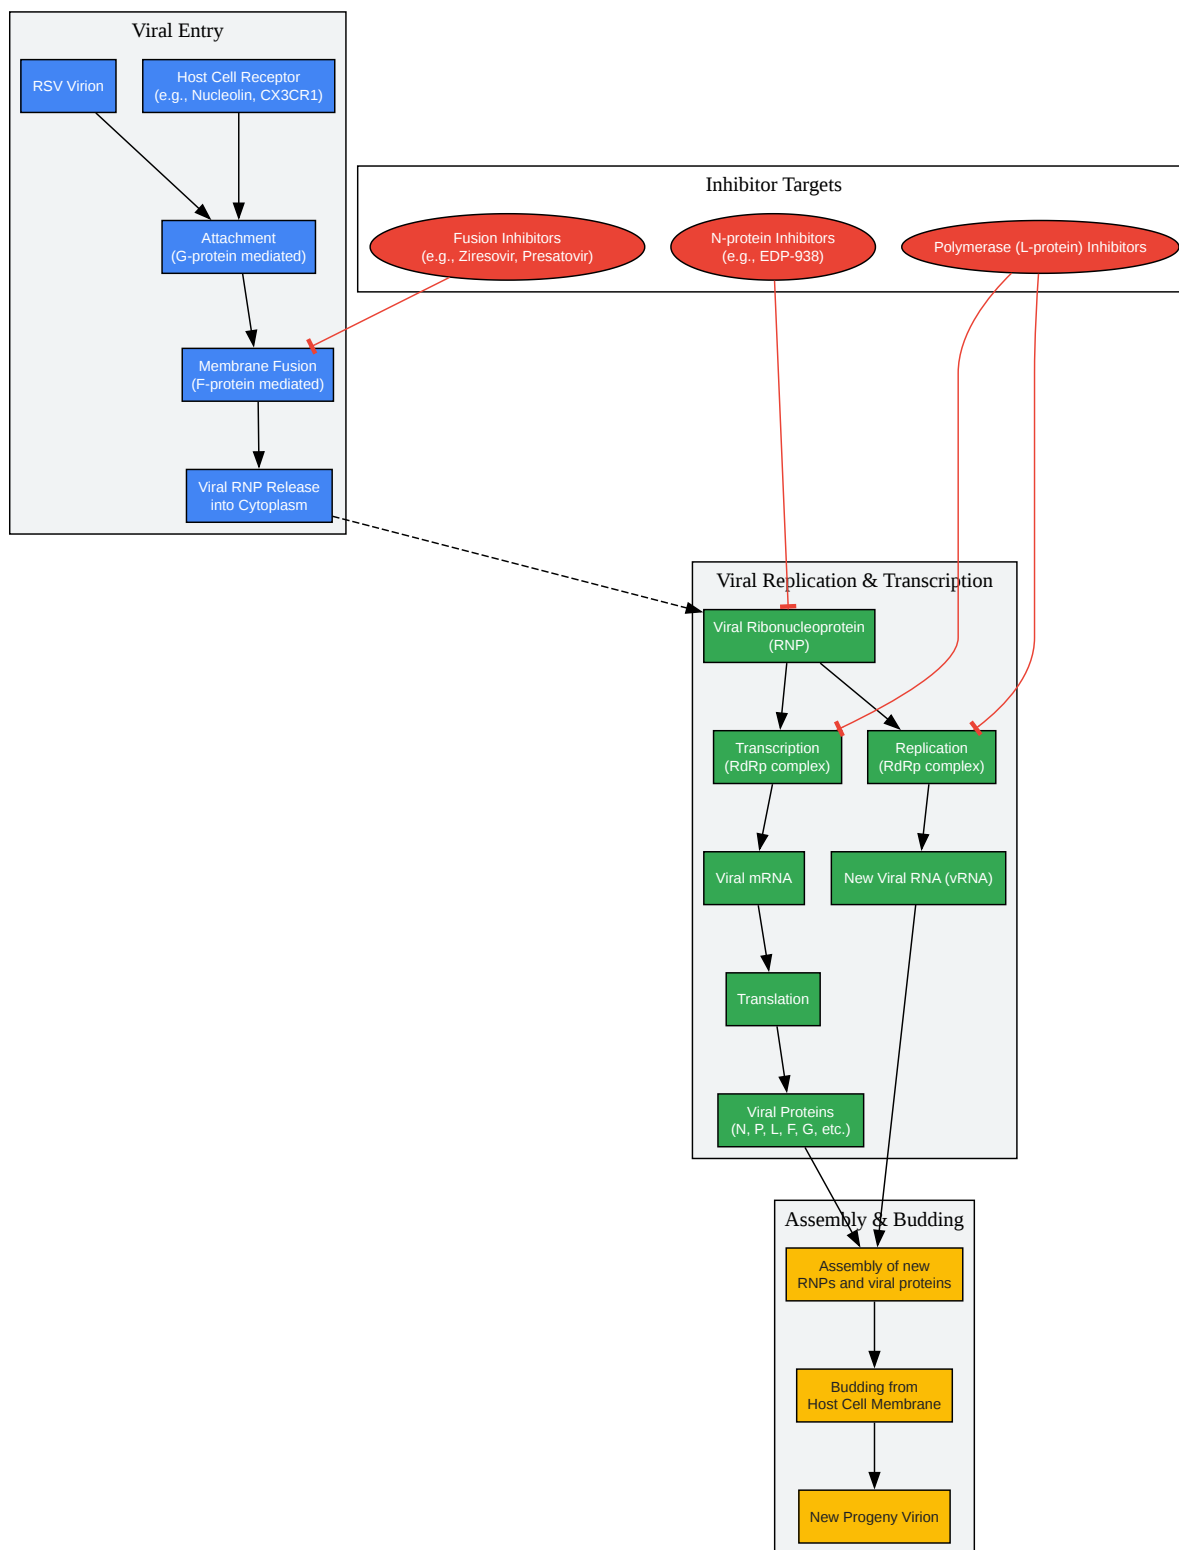 Viral Entry
RSV Virion
Host Cell Receptor
(e.g., Nucleolin, CX3CR1)
Inhibitor Targets
Attachment
(G-protein mediated)
Fusion Inhibitors
(e.g., Ziresovir, Presatovir)
N-protein Inhibitors
(e.g., EDP-938)
Polymerase (L-protein) Inhibitors
Membrane Fusion
(F-protein mediated)
Viral RNP Release
into Cytoplasm
Viral Replication & Transcription
Viral Ribonucleoprotein
(RNP)
Transcription
(RdRp complex)
Replication
(RdRp complex)
Viral mRNA
New Viral RNA (vRNA)
Translation
Viral Proteins
(N, P, L, F, G, etc.)
Assembly & Budding
Assembly of new
RNPs and viral proteins
Budding from
Host Cell Membrane
New Progeny Virion